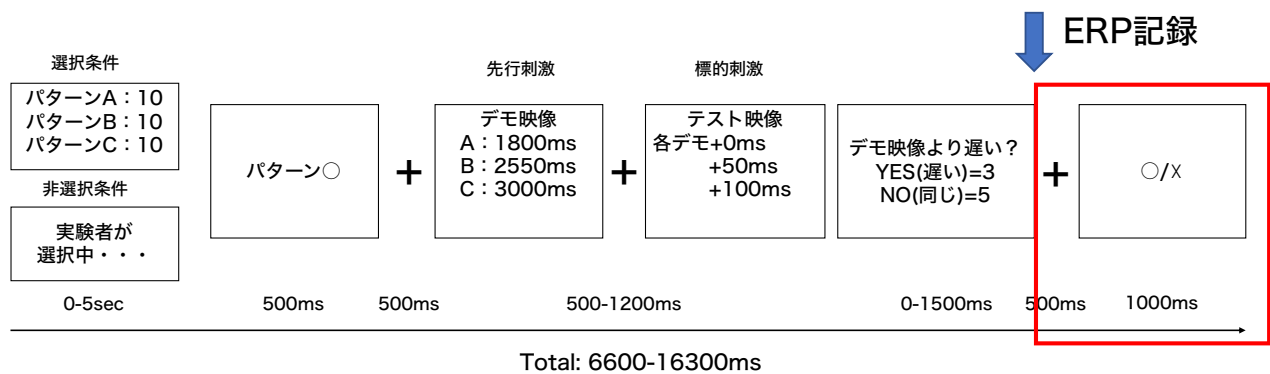 ERP記録
選択条件
パターンA：10
パターンB：10
パターンC：10
非選択条件
実験者が
選択中・・・
0-5sec
パターン○
500ms
+
500ms
先行刺激
デモ映像
A：1800ms
B：2550ms
C：3000ms
+
500-1200ms
標的刺激
テスト映像
各デモ+0ms
+50ms
+100ms
デモ映像より遅い？
YES(遅い)=3
NO(同じ)=5
0-1500ms
+
500ms
○/X
1000ms
Total: 6600-16300ms